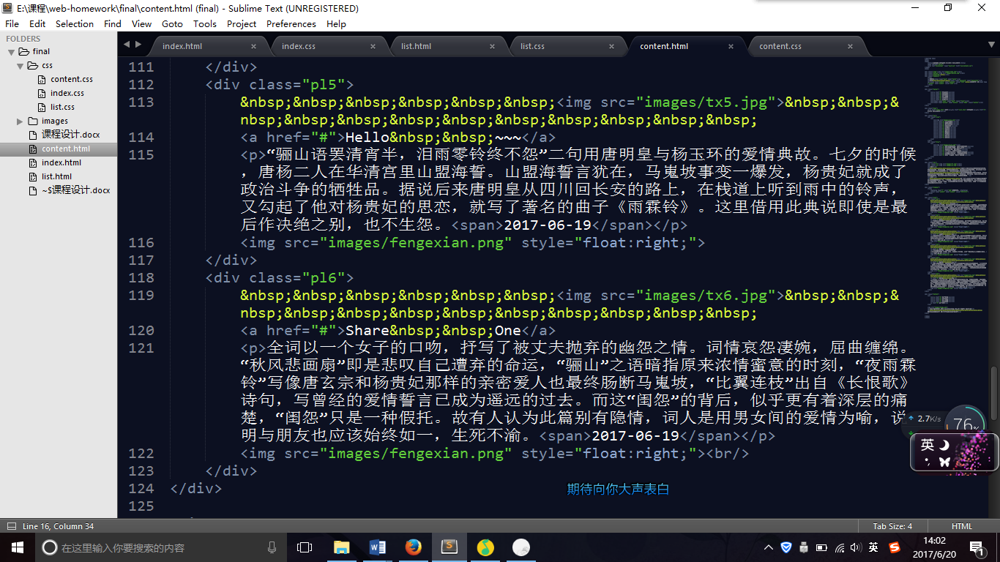 E:\课程\web-homework\final\content.html (final) - Sublime Text (UNREGISTERED)
File Edit Selection Find View Goto Tools Project Preferences Help
FOLDERS
final
css
content.css
index.css
list.css
images
课程设计.docx
content.html
index.html
list.html
~$课程设计.docx
index.html × index.css × list.html × list.css × content.html × content.css ×
111 </div>
112 <div class="pl5">
113 &nbsp;&nbsp;&nbsp;&nbsp;&nbsp;&nbsp;<img src="images/tx5.jpg">&nbsp;&nbsp;&
nbsp;&nbsp;&nbsp;&nbsp;&nbsp;&nbsp;&nbsp;&nbsp;&nbsp;&nbsp;
114 <a href="#">Hello&nbsp;&nbsp;~~~</a>
115 <p>“骊山语罢清宵半，泪雨零铃终不怨”二句用唐明皇与杨玉环的爱情典故。七夕的时候
，唐杨二人在华清宫里山盟海誓。山盟海誓言犹在，马嵬坡事变一爆发，杨贵妃就成了
政治斗争的牺牲品。据说后来唐明皇从四川回长安的路上，在栈道上听到雨中的铃声，
又勾起了他对杨贵妃的思恋，就写了著名的曲子《雨霖铃》。这里借用此典说即使是最
后作决绝之别，也不生怨。<span>2017-06-19</span></p>
116 <img src="images/fengexian.png" style="float:right;">
117 </div>
118 <div class="pl6">
119 &nbsp;&nbsp;&nbsp;&nbsp;&nbsp;&nbsp;<img src="images/tx6.jpg">&nbsp;&nbsp;&
nbsp;&nbsp;&nbsp;&nbsp;&nbsp;&nbsp;&nbsp;&nbsp;&nbsp;&nbsp;
120 <a href="#">Share&nbsp;&nbsp;One</a>
121 <p>全词以一个女子的口吻，抒写了被丈夫抛弃的幽怨之情。词情哀怨凄婉，屈曲缠绵。
“秋风悲画扇”即是悲叹自己遭弃的命运，“骊山”之语暗指原来浓情蜜意的时刻，“夜雨霖
铃”写像唐玄宗和杨贵妃那样的亲密爱人也最终肠断马嵬坡，“比翼连枝”出自《长恨歌》
诗句，写曾经的爱情誓言已成为遥远的过去。而这“闺怨”的背后，似乎更有着深层的痛
楚，“闺怨”只是一种假托。故有人认为此篇别有隐情，词人是用男女间的爱情为喻，说
明与朋友也应该始终如一，生死不渝。<span>2017-06-19</span></p>
122 <img src="images/fengexian.png" style="float:right;"><br/>
123 </div>
124 </div>
125
2.7K/s
76%
英
期待向你大声表白
Line 16, Column 34 Tab Size: 4 HTML
在这里输入你要搜索的内容
英
14:02
2017/6/20
1